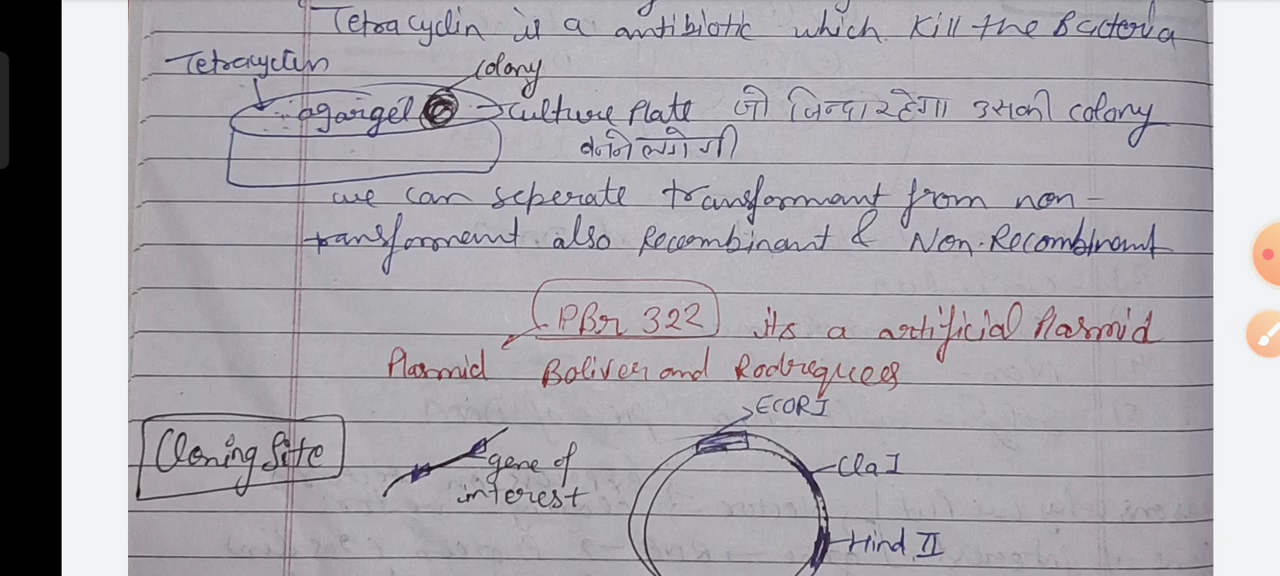 Tetracyclin is a antibiotic which kill the Bacteria
Tetracyclin
colony
agargel → Culture Plate जो जिन्दा रहेगा उसकी colony
बनने लगेगी
we can seperate transformant from non-
transforment also Recombinant & Non-Recombinant
PBr 322 its a artificial Plasmid
Plasmid Boliver and Rodreguees
ECOR I
Cloning Site
gene of
interest
Cla I
Hind II